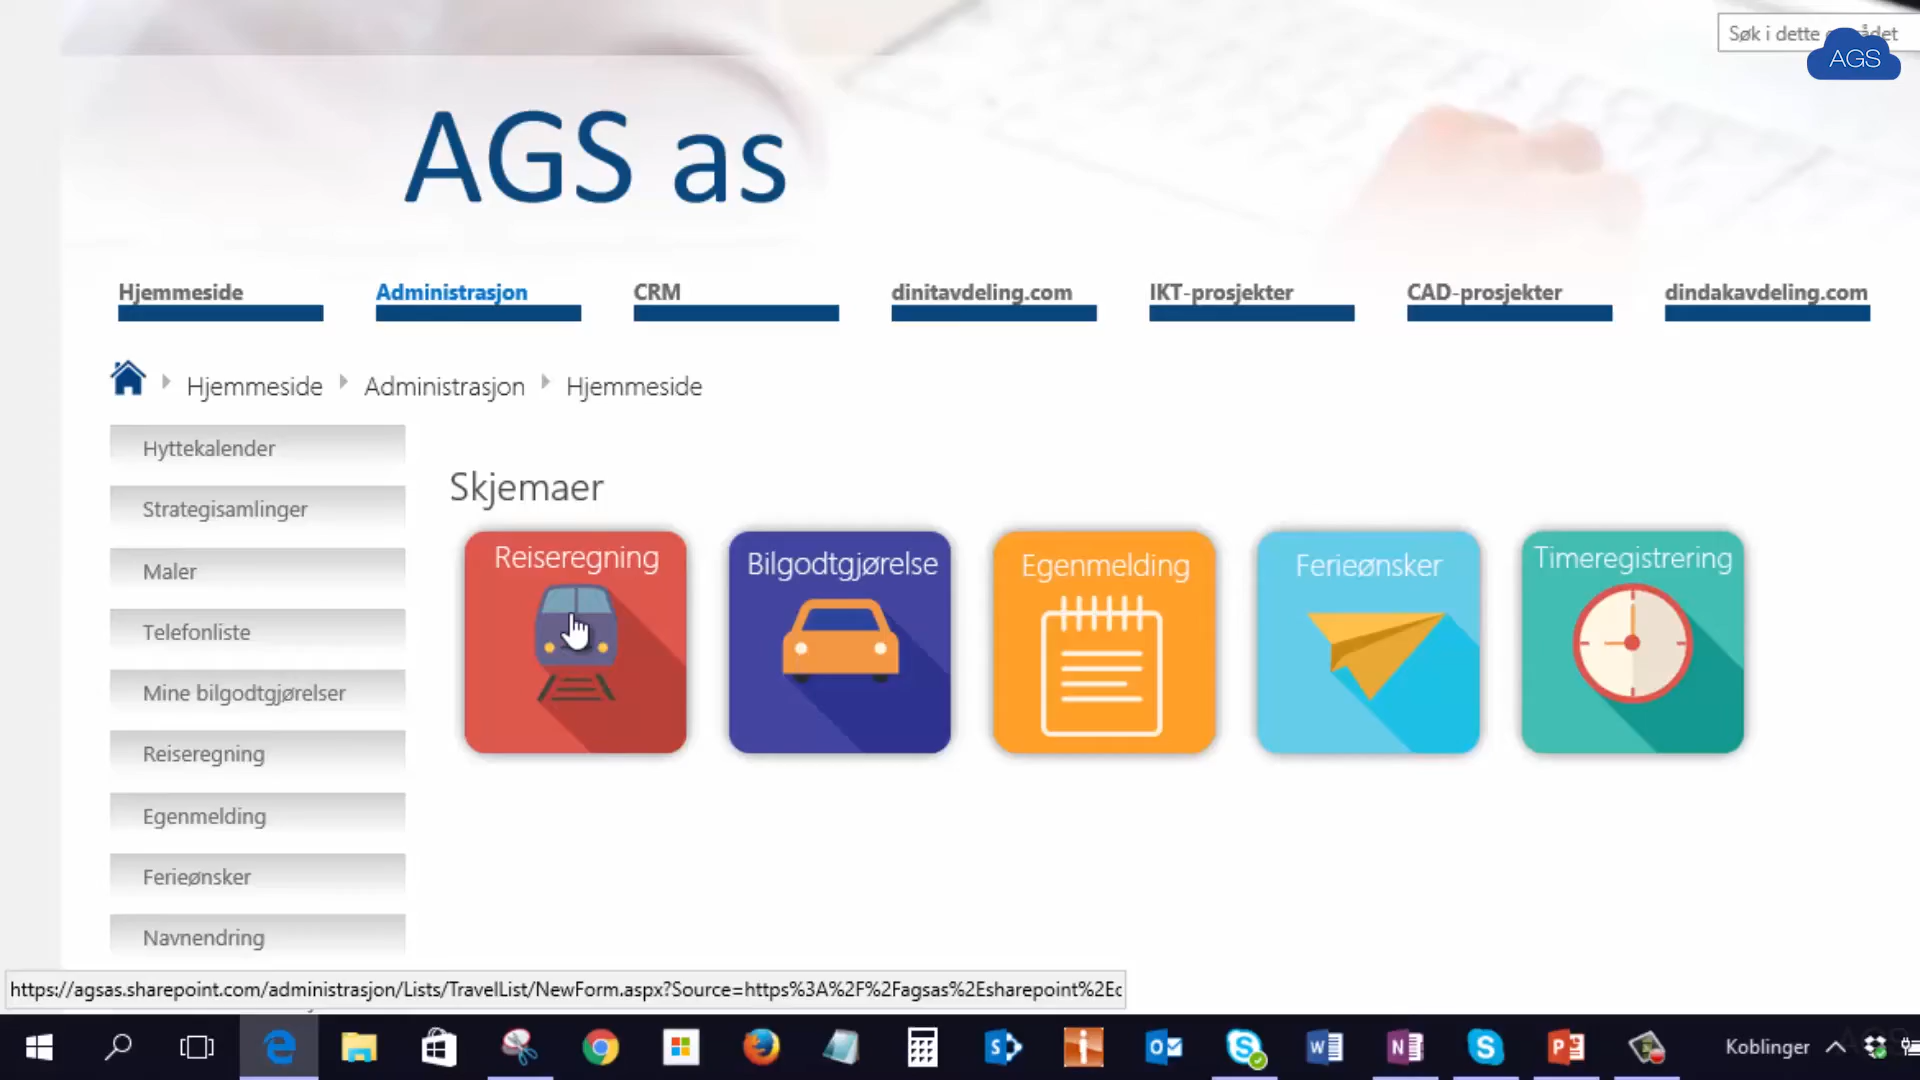 Søk i dette
AGS
AGS as
Hjemmeside
Administrasjon
CRM
dinitavdeling.com
IKT-prosjekter
CAD-prosjekter
dindakavdeling.com
Hjemmeside
Administrasjon
Hjemmeside
Hyttekalender
Strategisamlinger
Maler
Telefonliste
Mine bilgodtgjørelser
Reiseregning
Egenmelding
Ferieønsker
Navnendring
Skjemaer
Reiseregning
Bilgodtgjørelse
Egenmelding
Ferieønsker
Timeregistrering
https://agsas.sharepoint.com/administrasjon/Lists/TravelList/NewForm.aspx?Source=https%3A%2F%2Fagsas%2Esharepoint%2Ec
Koblinger